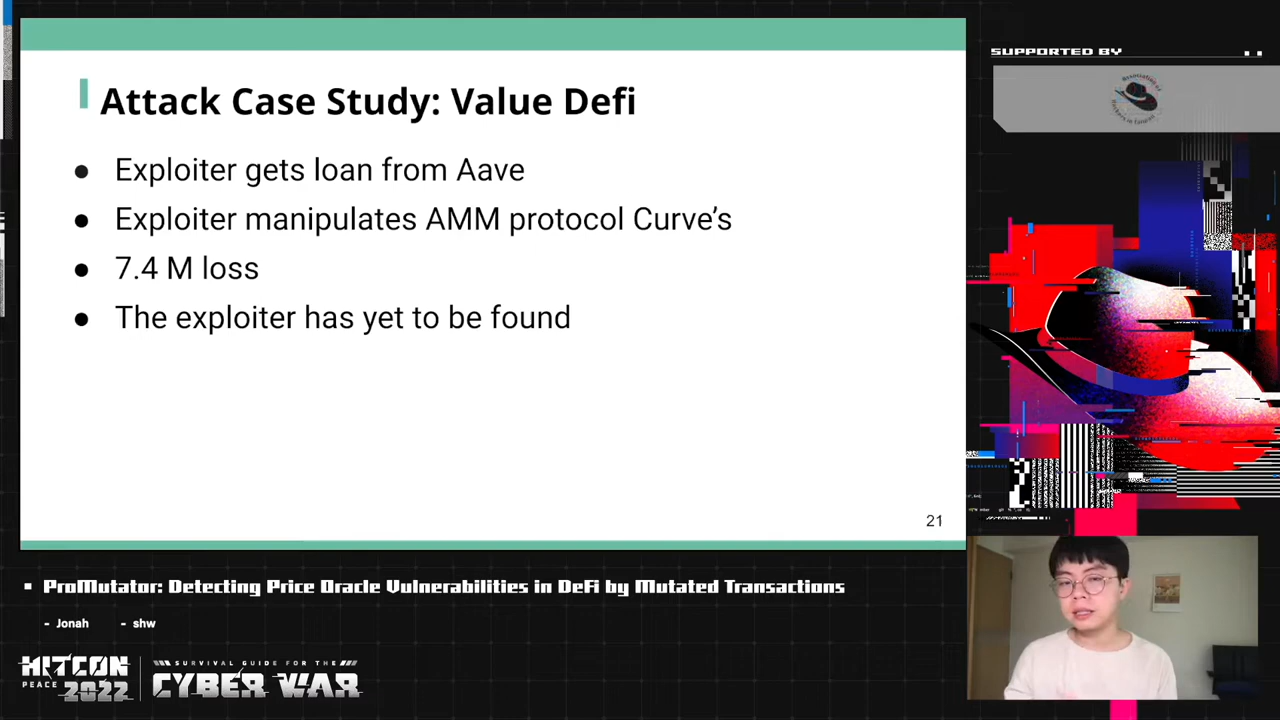 SUPPORTED BY
Attack Case Study: Value Defi
● Exploiter gets loan from Aave
● Exploiter manipulates AMM protocol Curve’s
● 7.4 M loss
● The exploiter has yet to be found
21
ProMutator: Detecting Price Oracle Vulnerabilities in DeFi by Mutated Transactions
- Jonah - shw
HITCON
PEACE 2022
SURVIVAL GUIDE FOR THE
CYBER WAR